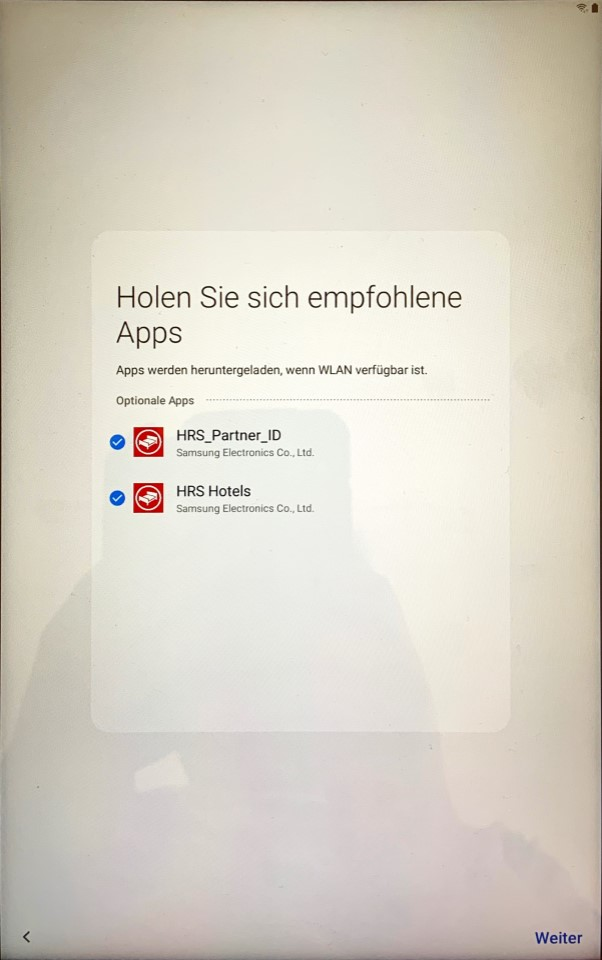 Holen Sie sich empfohlene
Apps
Apps werden heruntergeladen, wenn WLAN verfügbar ist.
Optionale Apps
HRS_Partner_ID
Samsung Electronics Co., Ltd.
HRS Hotels
Samsung Electronics Co., Ltd.
Weiter